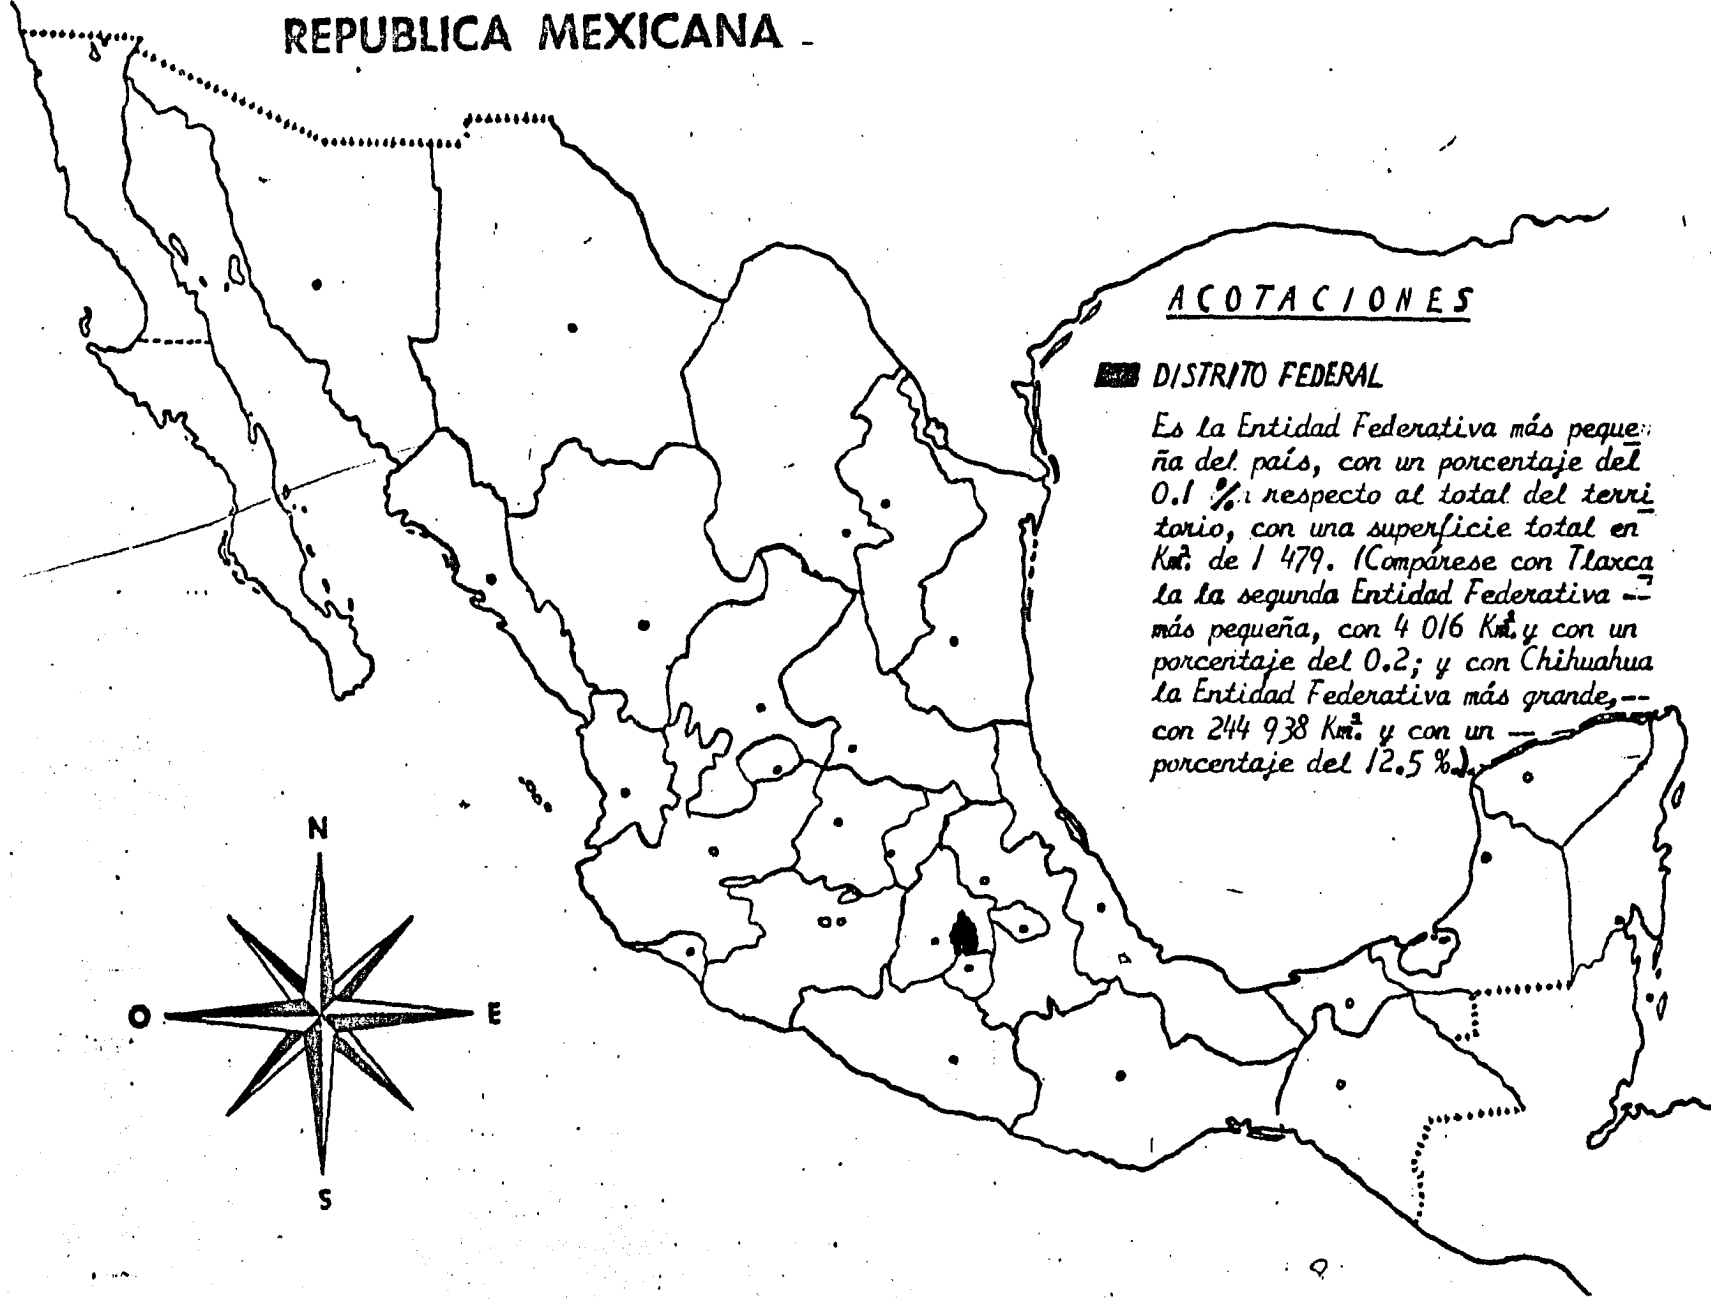 REPUBLICA MEXICANA
ACOTACIONES
DISTRITO FEDERAL
Es la Entidad Federativa más peque-
ña del país, con un porcentaje del
0.1 % respecto al total del terri
torio, con una superficie total en
Km². de 1 479. (Compárese con Tlaxca
la la segunda Entidad Federativa --
más pequeña, con 4 016 Km². y con un
porcentaje del 0.2; y con Chihuahua
la Entidad Federativa más grande, --
con 244 938 Km². y con un --
porcentaje del 12.5 %.).
N
O
E
S